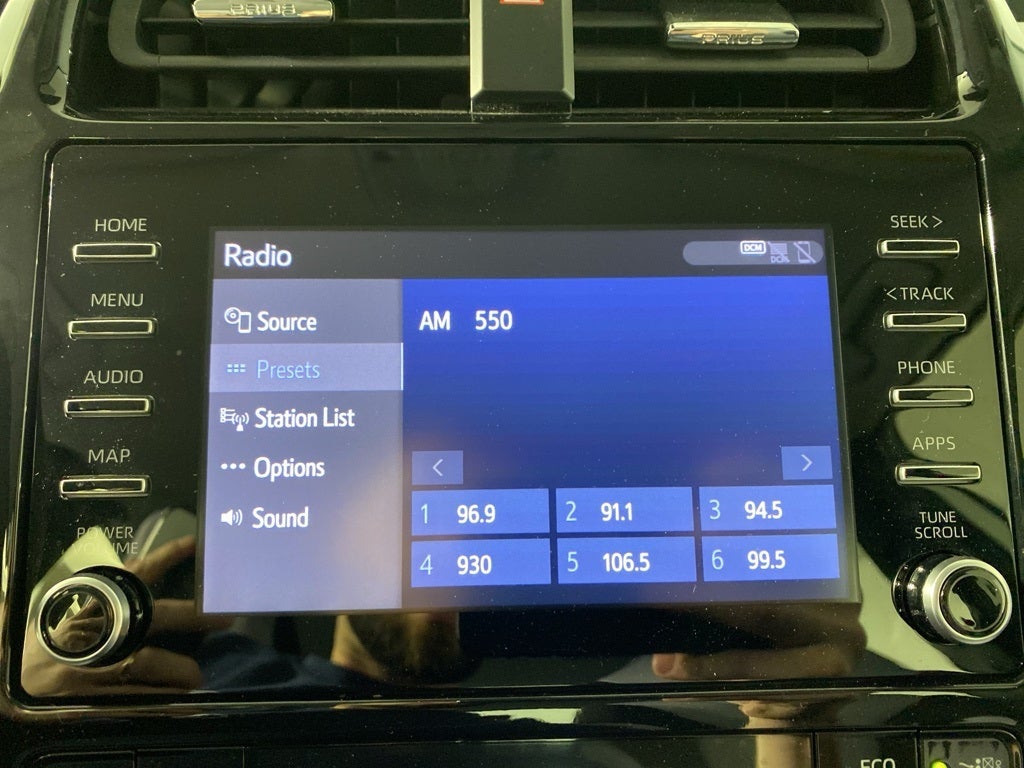 PRIUS
PRIUS
HOME
MENU
AUDIO
MAP
POWER
VOLUME
Radio
DCM
DCM
Source
Presets
Station List
Options
Sound
AM 550
<
>
1 96.9
2 91.1
3 94.5
4 930
5 106.5
6 99.5
SEEK >
< TRACK
PHONE
APPS
TUNE
SCROLL
ECO